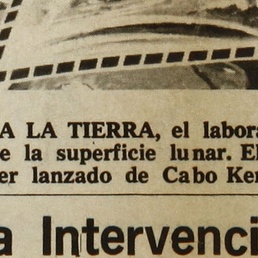 A LA TIERRA, el labora
e la superficie lunar. El
er lanzado de Cabo Ken
a Intervenci